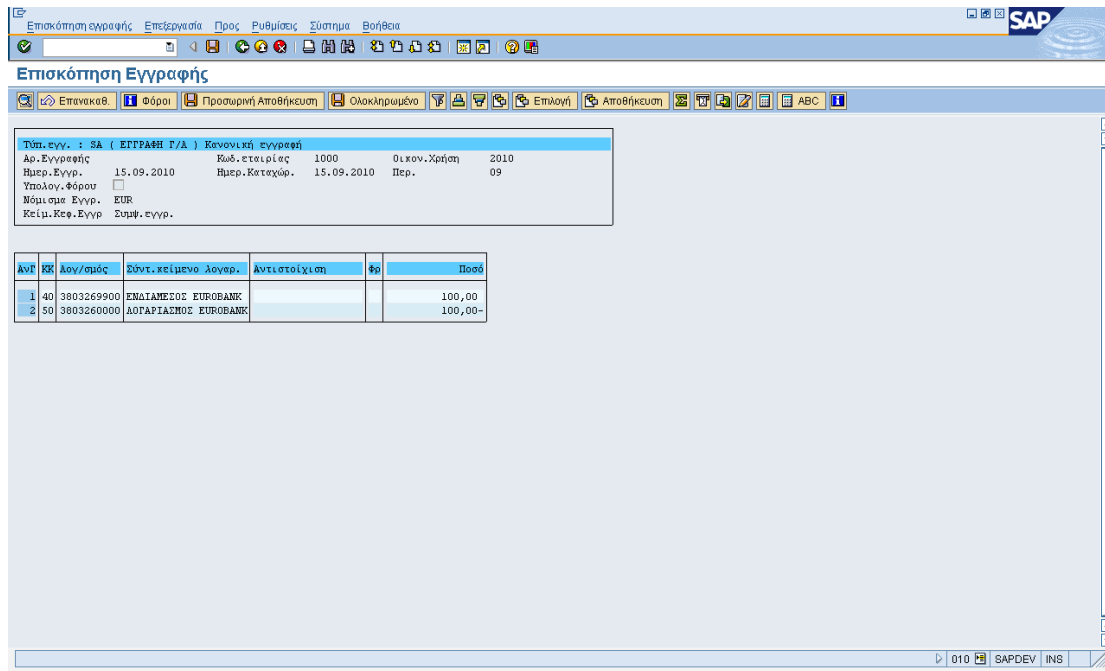 Επισκόπηση εγγραφής Επεξεργασία Προς Ρυθμίσεις Σύστημα Βοήθεια
SAP
Επισκόπηση Εγγραφής
Επανακαθ. Φόροι Προσωρινή Αποθήκευση Ολοκληρωμένο Επιλογή Αποθήκευση ABC
Τύπ.εγγ. : SA ( ΕΓΓΡΑΦΗ Γ/Λ ) Κανονική εγγραφή
Αρ.Εγγραφής Κωδ.εταιρίας 1000 Οικον.Χρήση 2010
Ημερ.Εγγρ. 15.09.2010 Ημερ.Καταχώρ. 15.09.2010 Περ. 09
Υπολογ.Φόρου
Νόμισμα Εγγρ. EUR
Κείμ.Κεφ.Εγγρ Συμψ.εγγρ.
ΑνΓ ΚΚ Λογ/σμός Σύντ.κείμενο λογαρ. Αντιστοίχιση Φρ Ποσό
1 40 3803269900 ΕΝΔΙΑΜΕΣΟΣ EUROBANK 100,00
2 50 3803260000 ΛΟΓΑΡΙΑΣΜΟΣ EUROBANK 100,00-
010 SAPDEV INS